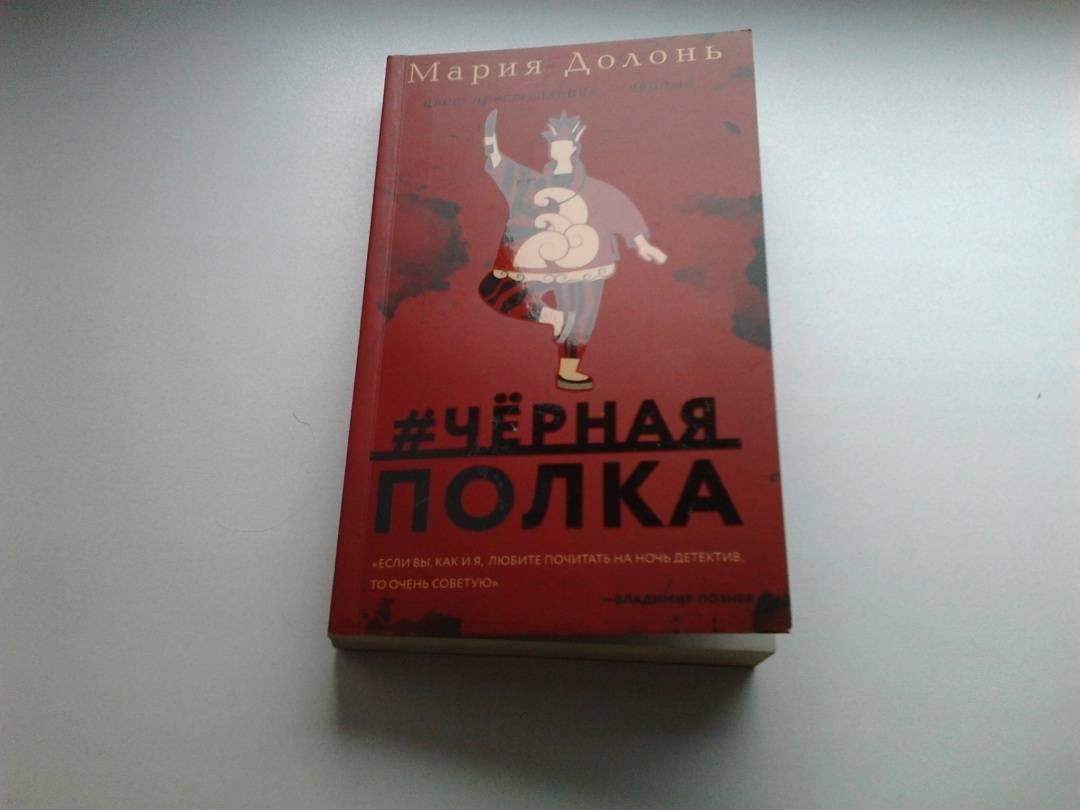 Мария Долонь
#ЧЁРНАЯ
ПОЛКА
«ЕСЛИ ВЫ, КАК И Я, ЛЮБИТЕ ПОЧИТАТЬ НА НОЧЬ ДЕТЕКТИВ,
ТО ОЧЕНЬ СОВЕТУЮ»
—ВЛАДИМИР ПОЗНЕР